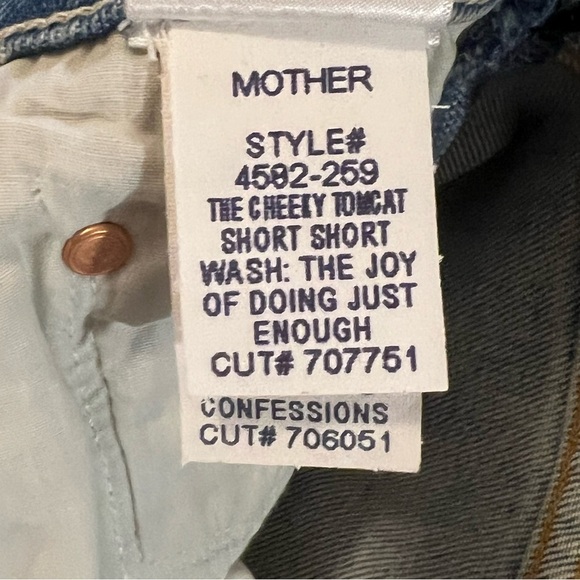 MOTHER
STYLE#
4592-259
THE CHEEKY TOMCAT
SHORT SHORT
WASH: THE JOY
OF DOING JUST
ENOUGH
CUT# 707751
CONFESSIONS
CUT# 706051